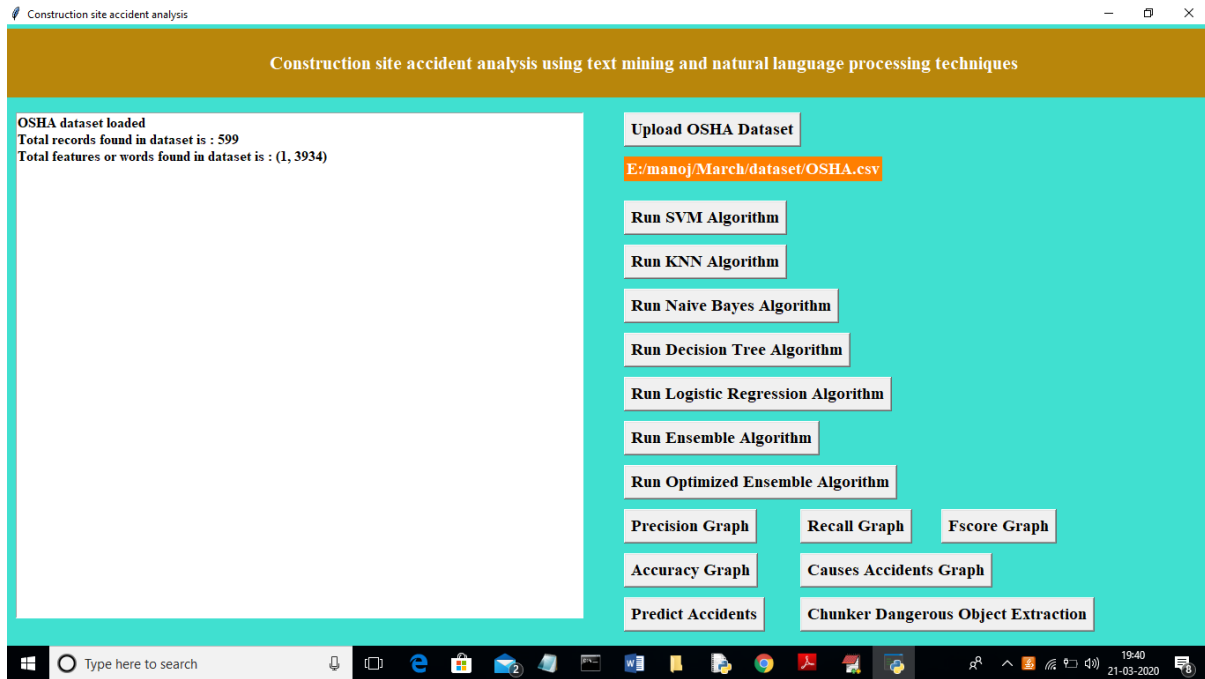 Construction site accident analysis
Construction site accident analysis using text mining and natural language processing techniques
OSHA dataset loaded
Total records found in dataset is : 599
Total features or words found in dataset is : (1, 3934)
Upload OSHA Dataset
E:/manoj/March/dataset/OSHA.csv
Run SVM Algorithm
Run KNN Algorithm
Run Naive Bayes Algorithm
Run Decision Tree Algorithm
Run Logistic Regression Algorithm
Run Ensemble Algorithm
Run Optimized Ensemble Algorithm
Precision Graph Recall Graph Fscore Graph
Accuracy Graph Causes Accidents Graph
Predict Accidents Chunker Dangerous Object Extraction
Type here to search 2 19:40
21-03-2020 8